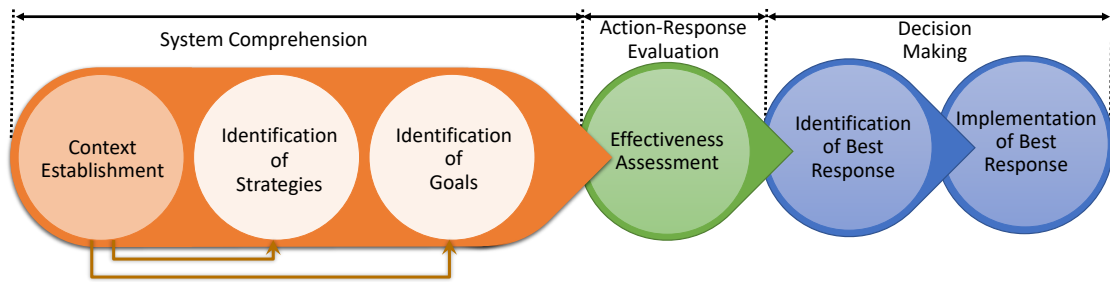 System Comprehension
Action-Response
Evaluation
Decision
Making
Context
Establishment
Identification
of
Strategies
Identification
of
Goals
Effectiveness
Assessment
Identification
of Best
Response
Implementation
of Best
Response